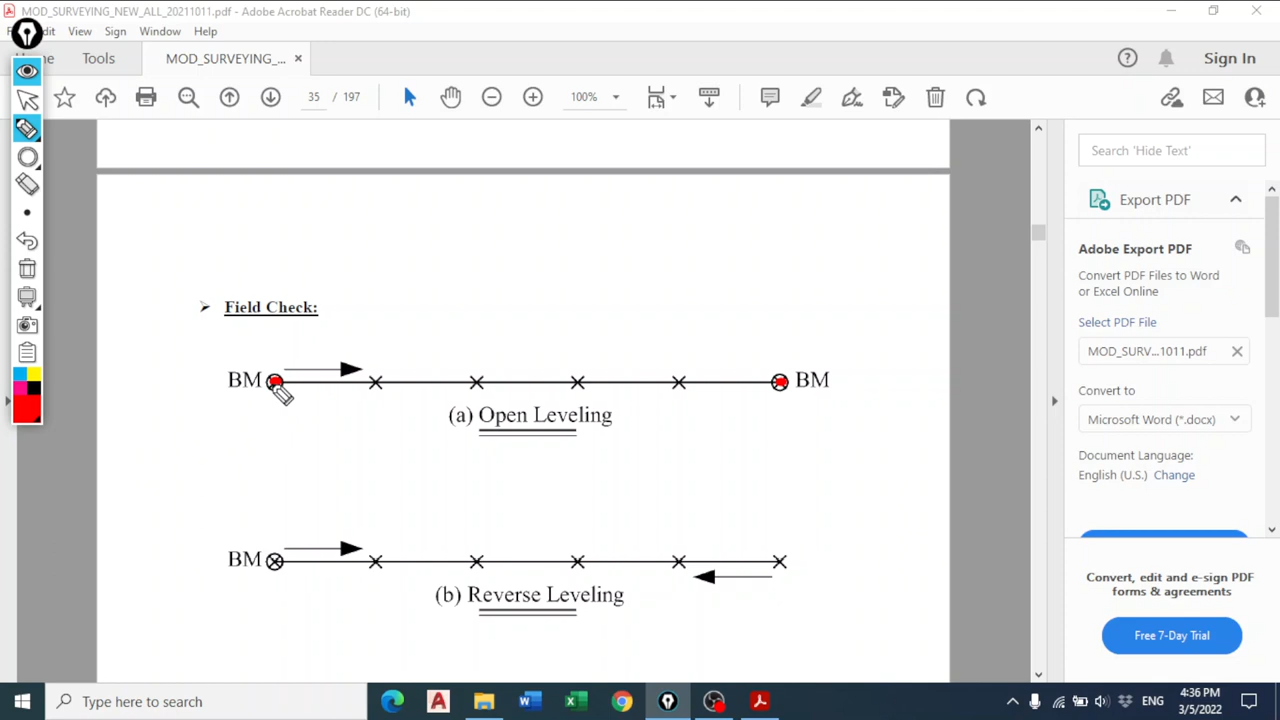 MOD_SURVEYING_NEW_ALL_20211011.pdf - Adobe Acrobat Reader DC (64-bit)
dit View Sign Window Help
me Tools MOD_SURVEYING_... ×
Sign In
35 / 197 100%
Search 'Hide Text'
Export PDF
Adobe Export PDF
Convert PDF Files to Word
or Excel Online
Select PDF File
MOD_SURV...1011.pdf
Convert to
Microsoft Word (*.docx)
Document Language:
English (U.S.) Change
Convert, edit and e-sign PDF
forms & agreements
Free 7-Day Trial
Field Check:
BM BM
(a) Open Leveling
BM
(b) Reverse Leveling
Type here to search
ENG
4:36 PM
3/5/2022